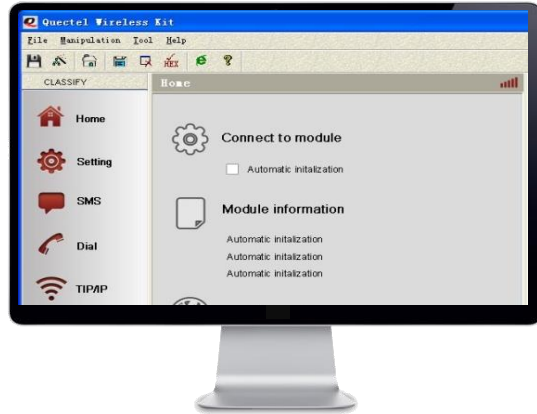 Quectel Wireless Kit
File Manipulation Tool Help
HEX
CLASSIFY
Home
Home
Setting
SMS
Dial
TIP/IP
Connect to module
Automatic initalization
Module information
Automatic initalization
Automatic initalization
Automatic initalization